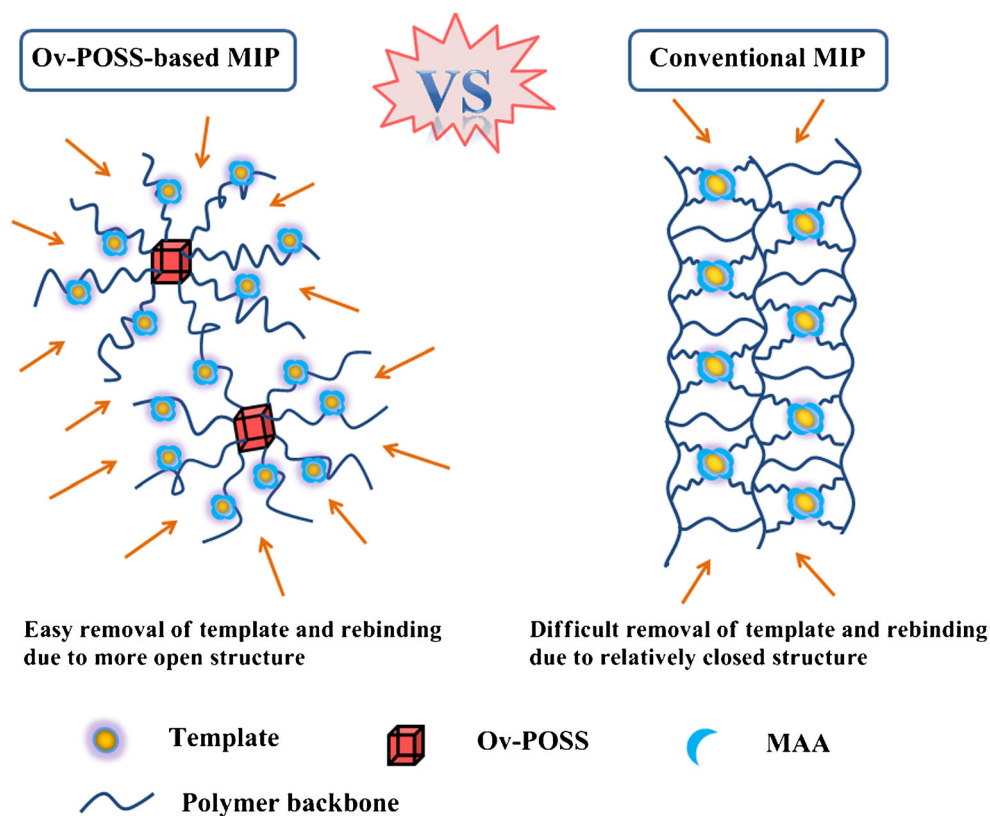 Ov-POSS-based MIP
VS
Conventional MIP
Easy removal of template and rebinding
due to more open structure
Difficult removal of template and rebinding
due to relatively closed structure
Template
Ov-POSS
MAA
Polymer backbone